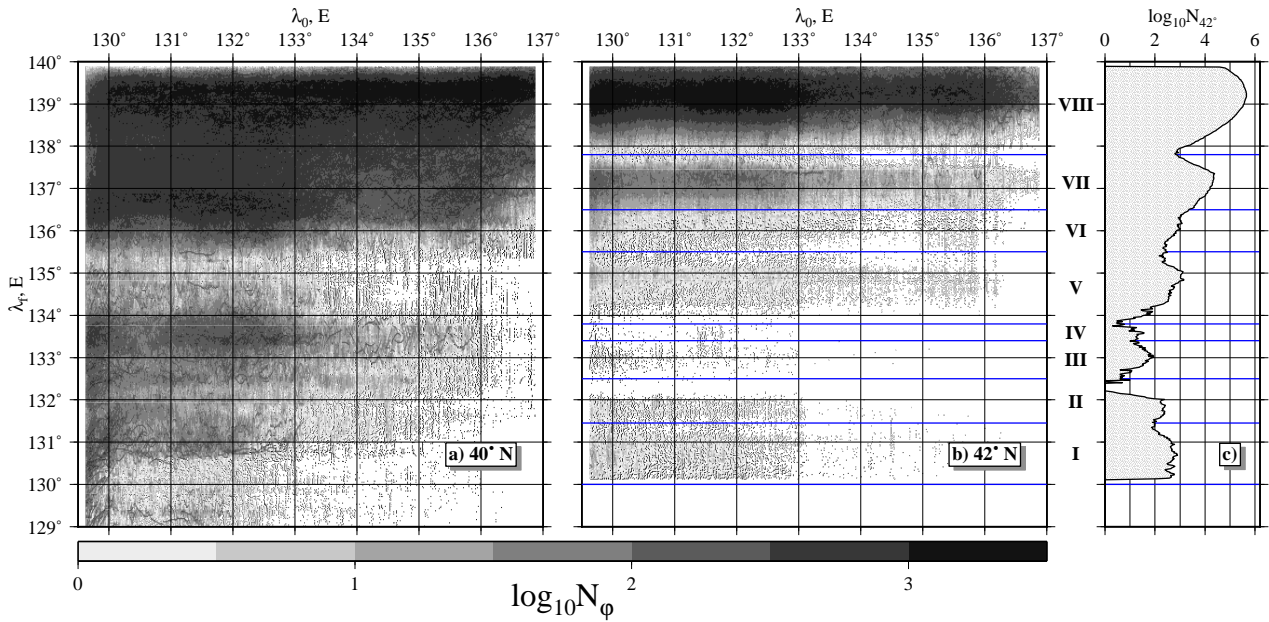 λ₀, E
λ₀, E
log₁₀N₄₂°
130° 131° 132° 133° 134° 135° 136° 137°
130° 131° 132° 133° 134° 135° 136° 137°
0 2 4 6
140°
139°
138°
137°
136°
135°
134°
133°
132°
131°
130°
129°
λf, E
VIII
VII
VI
V
IV
III
II
I
a) 40° N
b) 42° N
c)
0 1 2 3
log₁₀Nφ